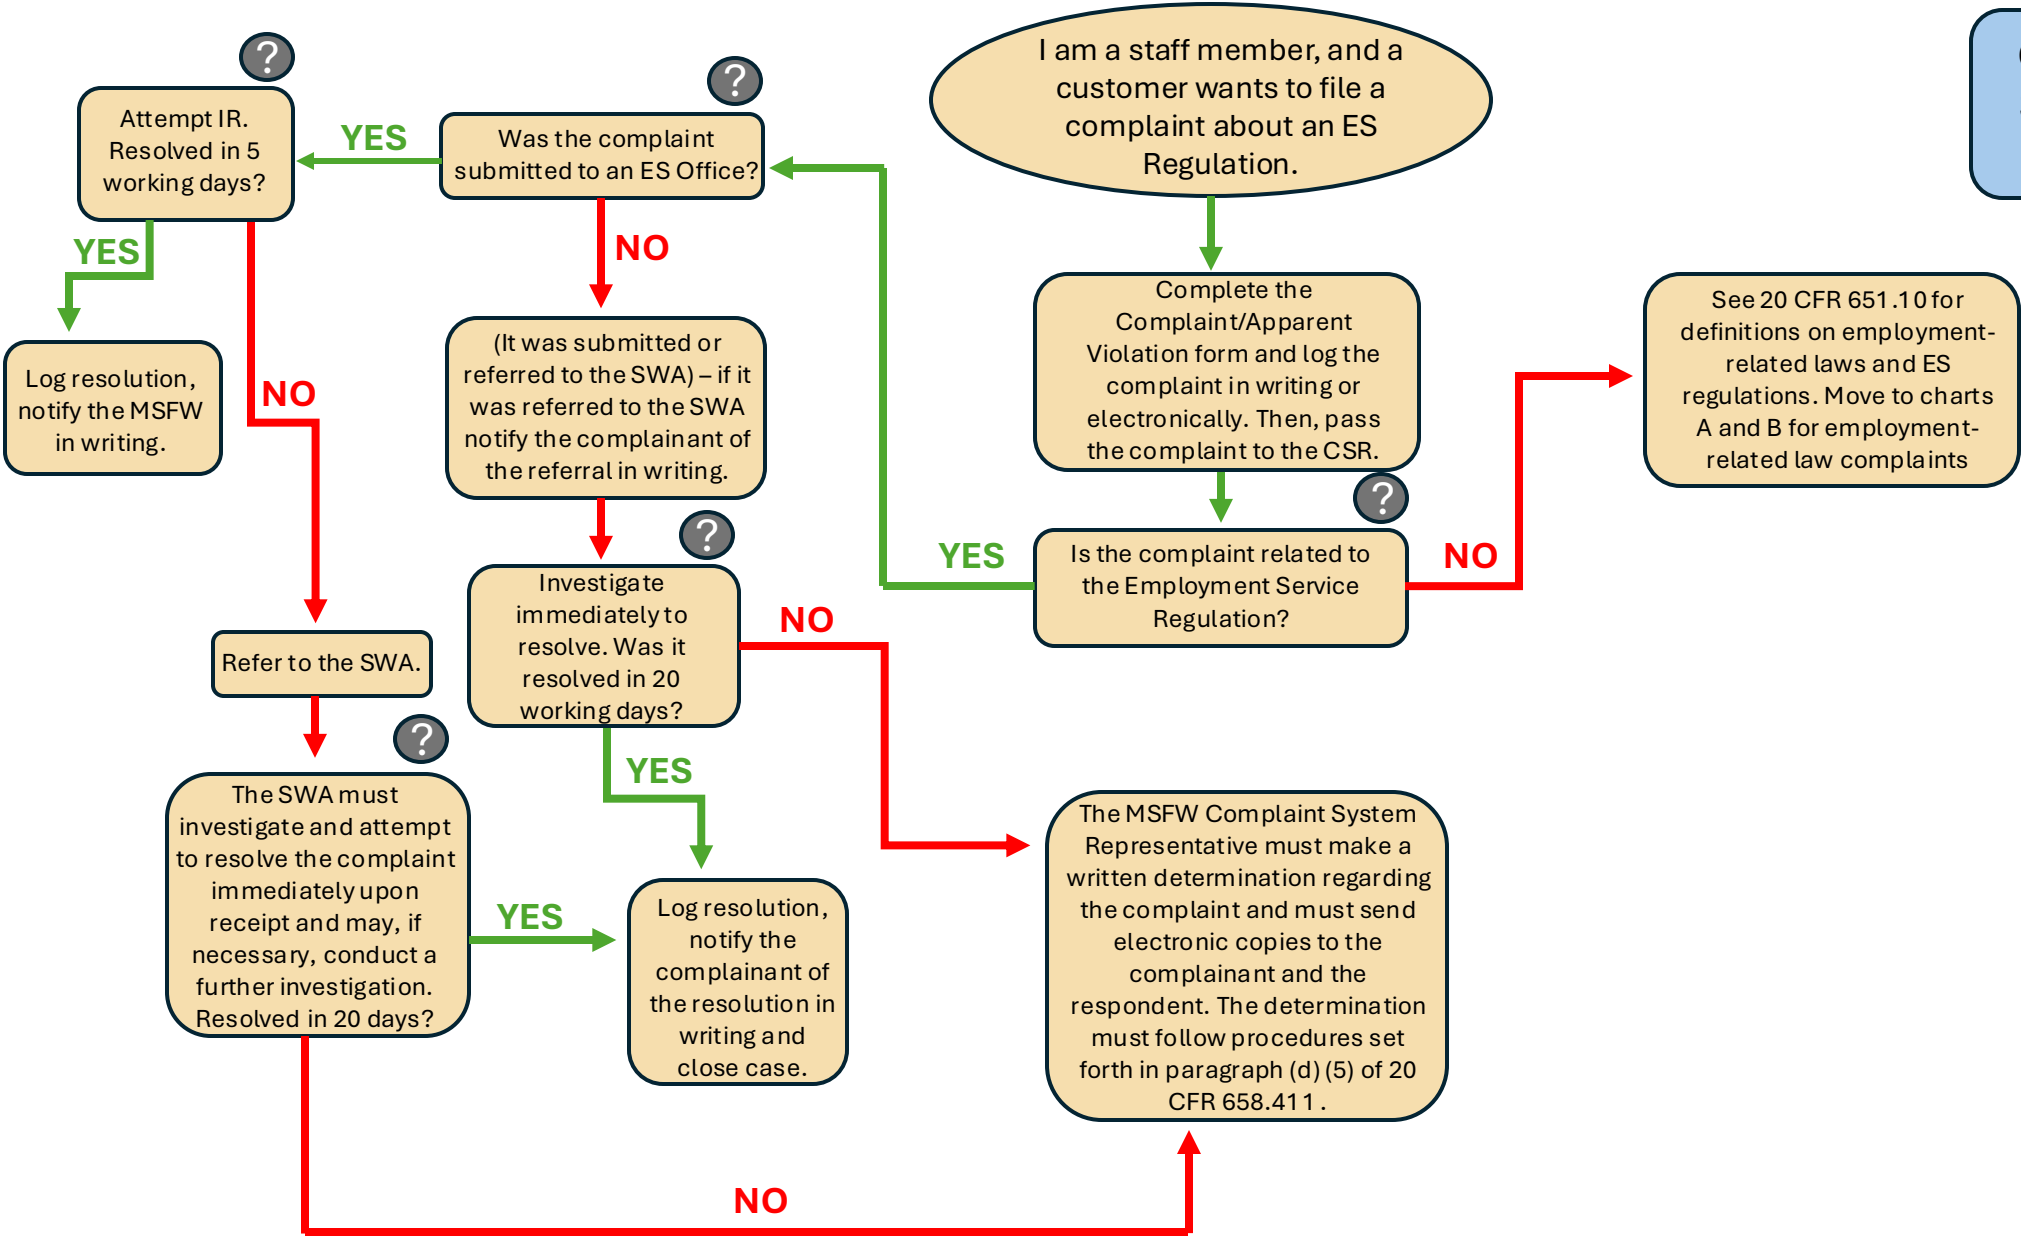 I am a staff member, and a
customer wants to file a
complaint about an ES
Regulation.
Complete the
Complaint/Apparent
Violation form and log the
complaint in writing or
electronically. Then, pass
the complaint to the CSR.
?
Is the complaint related to
the Employment Service
Regulation?
NO
See 20 CFR 651.10 for
definitions on employment-
related laws and ES
regulations. Move to charts
A and B for employment-
related law complaints
YES
?
Was the complaint
submitted to an ES Office?
YES
?
Attempt IR.
Resolved in 5
working days?
YES
Log resolution,
notify the MSFW
in writing.
NO
Refer to the SWA.
?
The SWA must
investigate and attempt
to resolve the complaint
immediately upon
receipt and may, if
necessary, conduct a
further investigation.
Resolved in 20 days?
YES
NO
NO
(It was submitted or
referred to the SWA) – if it
was referred to the SWA
notify the complainant of
the referral in writing.
?
Investigate
immediately to
resolve. Was it
resolved in 20
working days?
YES
Log resolution,
notify the
complainant of
the resolution in
writing and
close case.
NO
The MSFW Complaint System
Representative must make a
written determination regarding
the complaint and must send
electronic copies to the
complainant and the
respondent. The determination
must follow procedures set
forth in paragraph (d)(5) of 20
CFR 658.411.